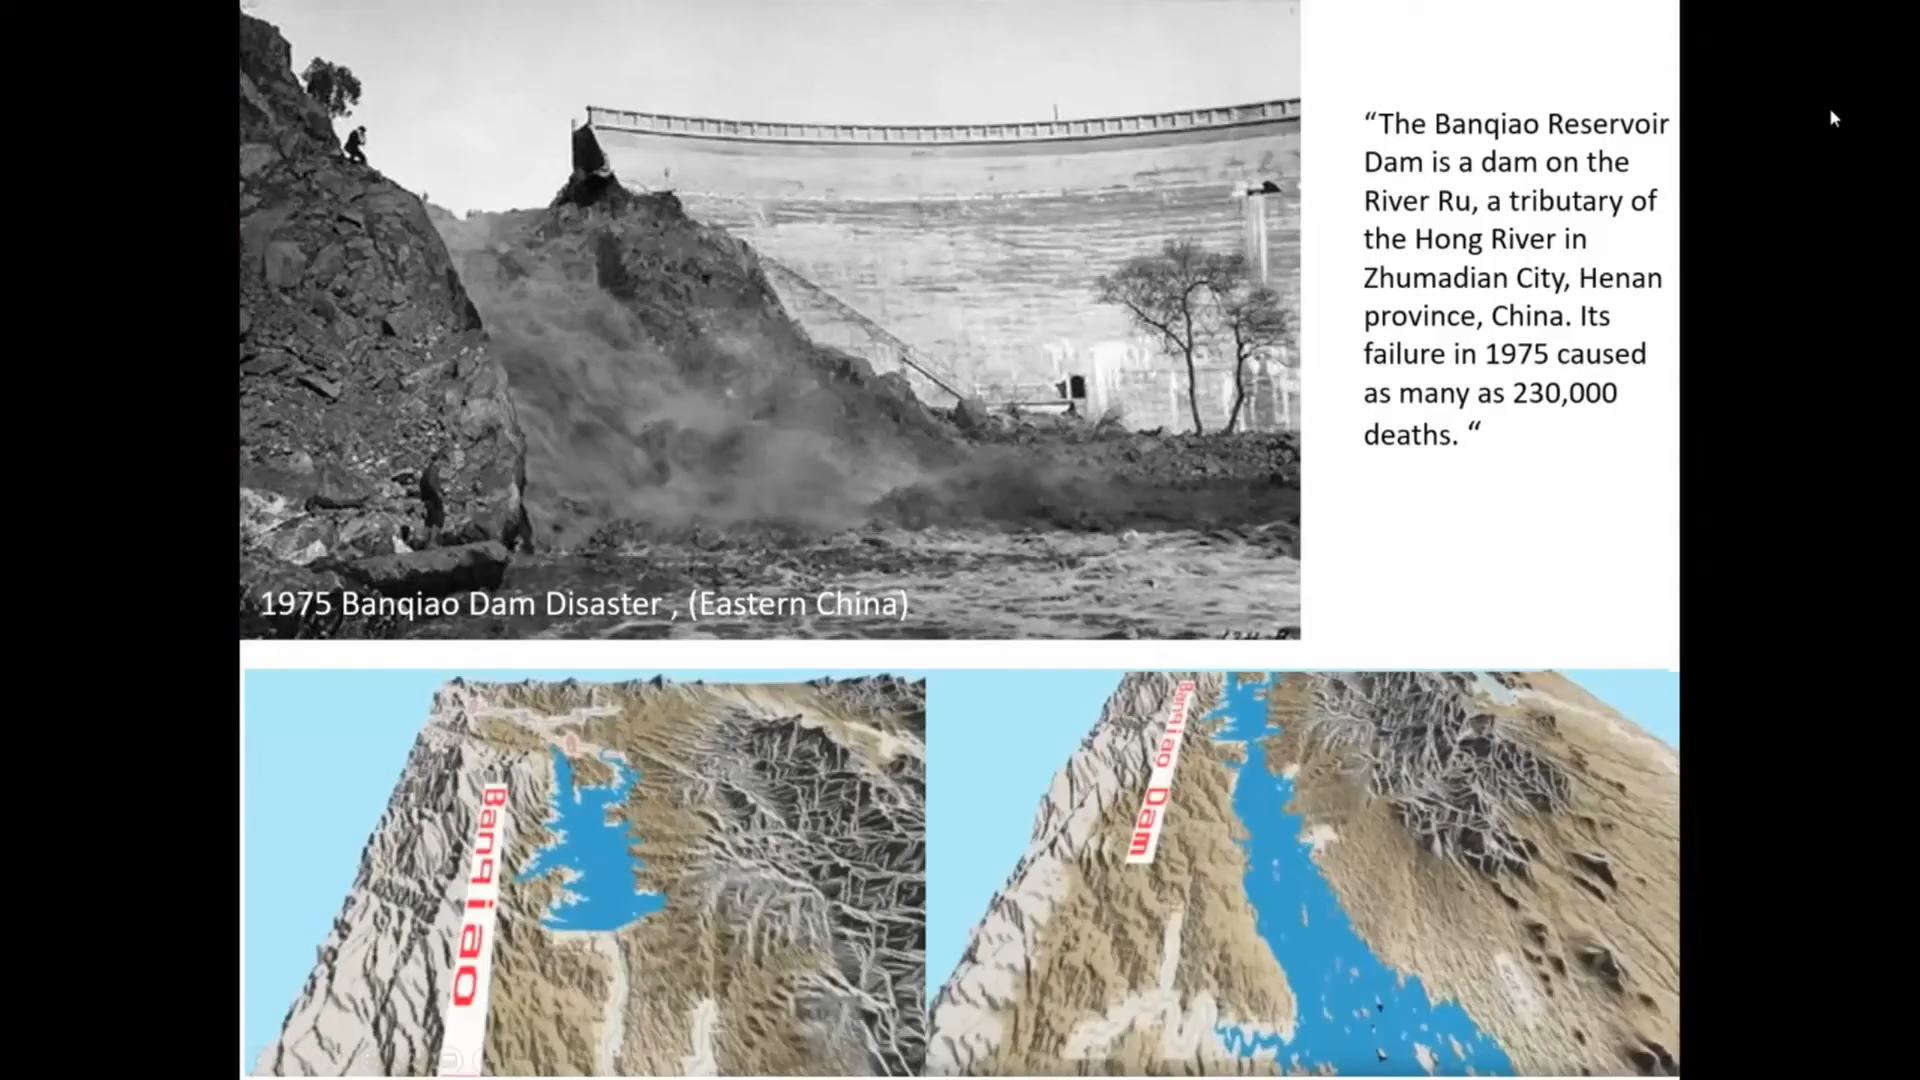 “The Banqiao Reservoir
Dam is a dam on the
River Ru, a tributary of
the Hong River in
Zhumadian City, Henan
province, China. Its
failure in 1975 caused
as many as 230,000
deaths. “
1975 Banqiao Dam Disaster , (Eastern China)
Banqiao
Banqiao Dam